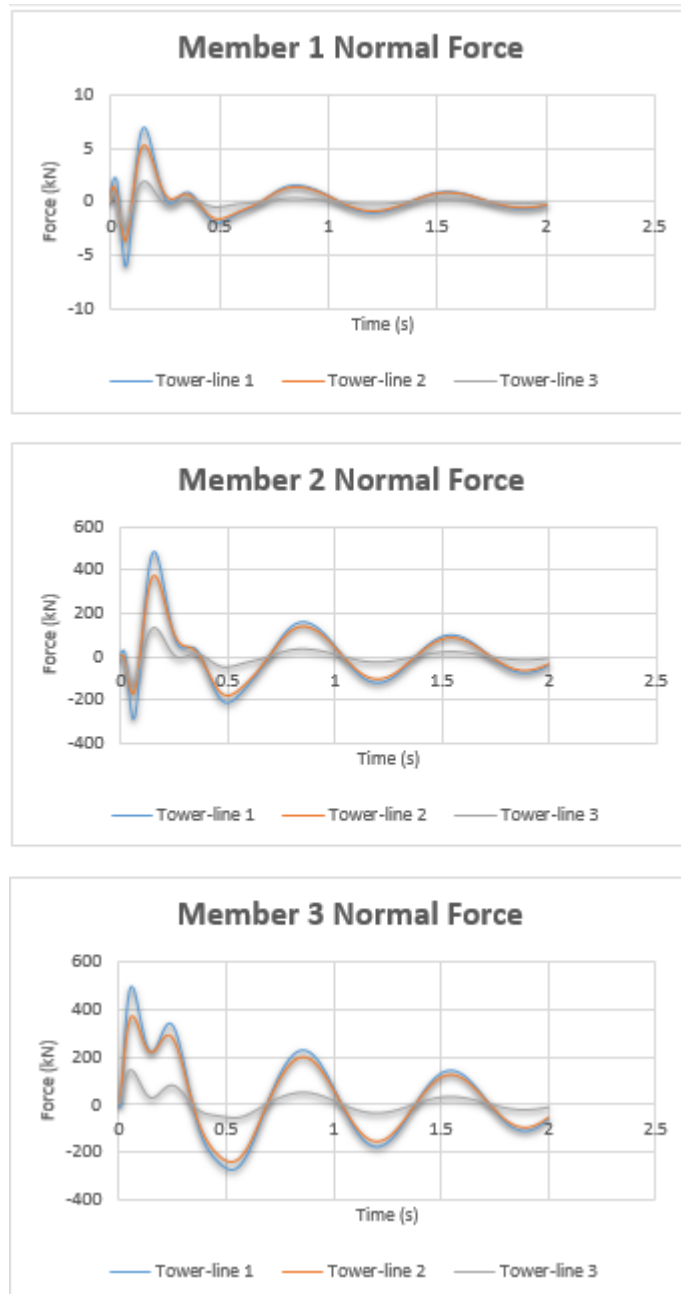 Member 1 Normal Force
10
5
0
-5
-10
0 0.5 1 1.5 2 2.5
Force (kN)
Time (s)
Tower-line 1 Tower-line 2 Tower-line 3
Member 2 Normal Force
600
400
200
0
-200
-400
0 0.5 1 1.5 2 2.5
Force (kN)
Time (s)
Tower-line 1 Tower-line 2 Tower-line 3
Member 3 Normal Force
600
400
200
0
-200
-400
0 0.5 1 1.5 2 2.5
Force (kN)
Time (s)
Tower-line 1 Tower-line 2 Tower-line 3